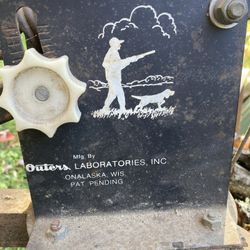 Mfg. By
Outers LABORATORIES, INC
ONALASKA, WIS.
PAT. PENDING